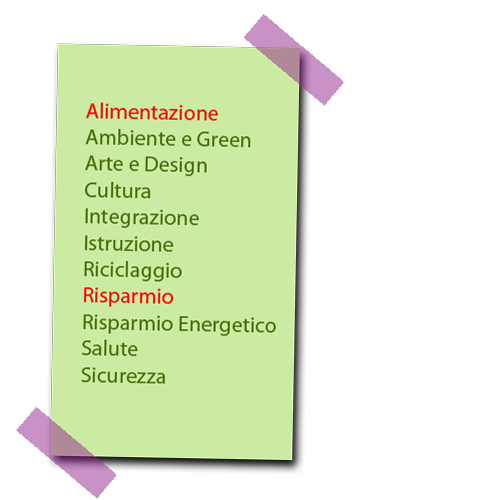 Alimentazione
Ambiente e Green
Arte e Design
Cultura
Integrazione
Istruzione
Riciclaggio
Risparmio
Risparmio Energetico
Salute
Sicurezza